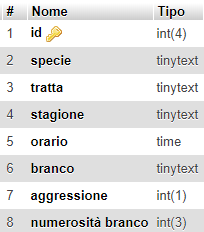 # Nome Tipo
1 id int(4)
2 specie tinytext
3 tratta tinytext
4 stagione tinytext
5 orario time
6 branco tinytext
7 aggressione int(1)
8 numerosità branco int(3)